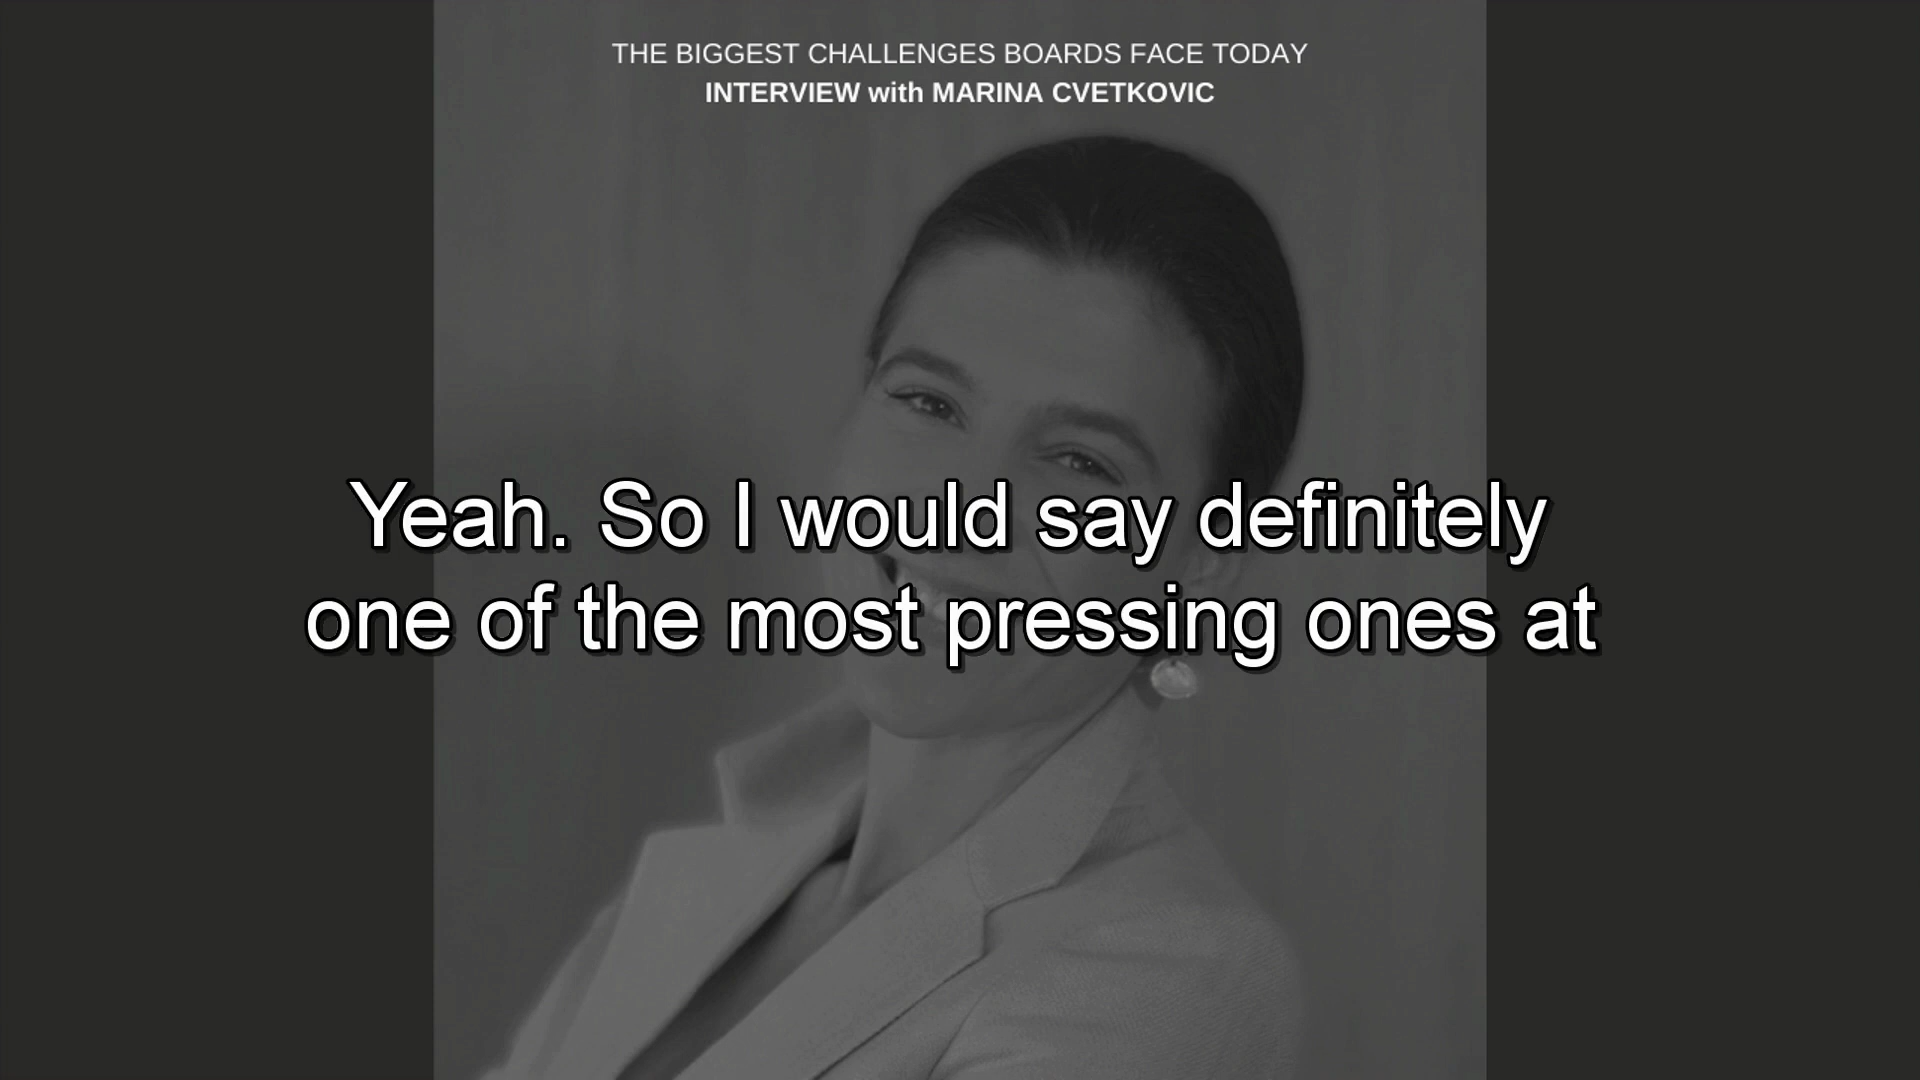 THE BIGGEST CHALLENGES BOARDS FACE TODAY
INTERVIEW with MARINA CVETKOVIC
Yeah. So I would say definitely
one of the most pressing ones at